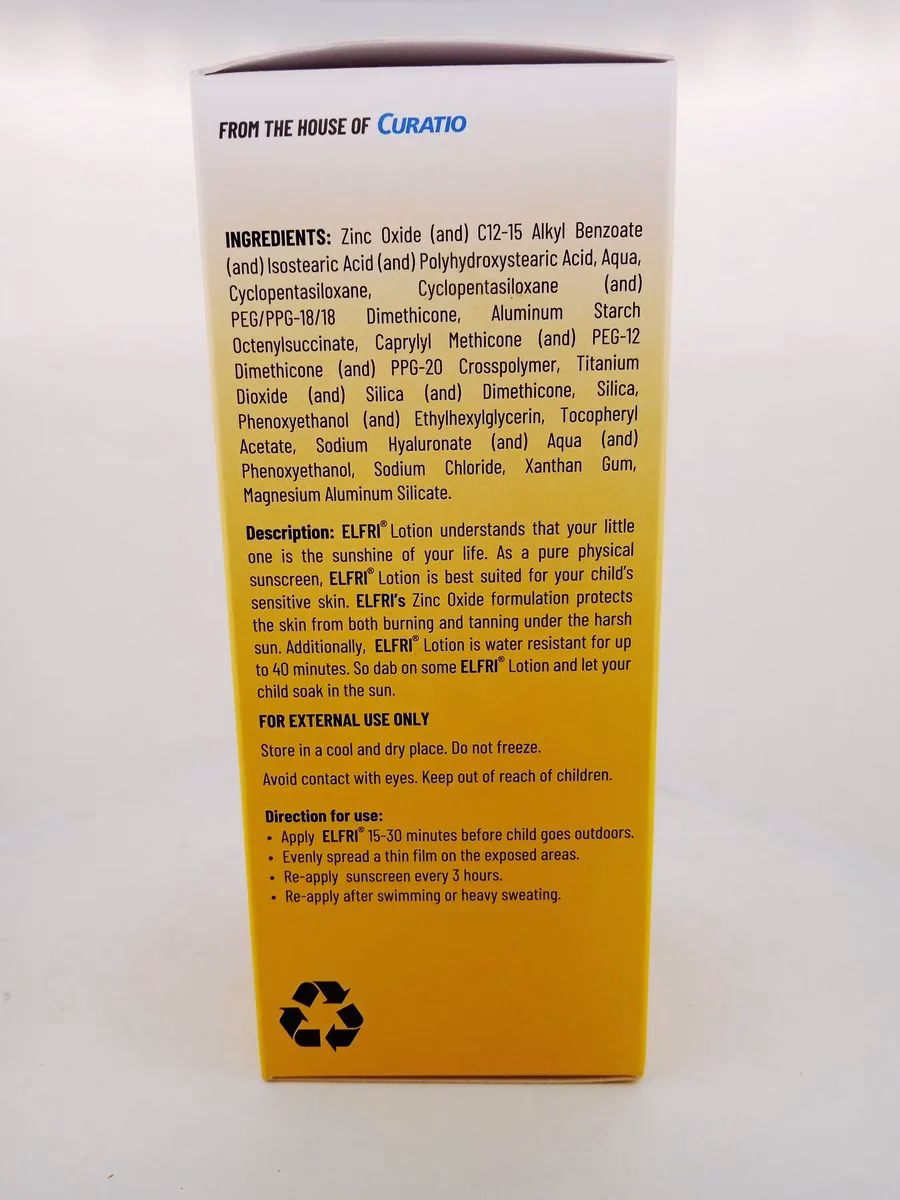 FROM THE HOUSE OF CURATIO
INGREDIENTS: Zinc Oxide (and) C12-15 Alkyl Benzoate
(and) Isostearic Acid (and) Polyhydroxystearic Acid, Aqua,
Cyclopentasiloxane, Cyclopentasiloxane (and)
PEG/PPG-18/18 Dimethicone, Aluminum Starch
Octenylsuccinate, Caprylyl Methicone (and) PEG-12
Dimethicone (and) PPG-20 Crosspolymer, Titanium
Dioxide (and) Silica (and) Dimethicone, Silica,
Phenoxyethanol (and) Ethylhexylglycerin, Tocopheryl
Acetate, Sodium Hyaluronate (and) Aqua (and)
Phenoxyethanol, Sodium Chloride, Xanthan Gum,
Magnesium Aluminum Silicate.
Description: ELFRI® Lotion understands that your little
one is the sunshine of your life. As a pure physical
sunscreen, ELFRI® Lotion is best suited for your child's
sensitive skin. ELFRI's Zinc Oxide formulation protects
the skin from both burning and tanning under the harsh
sun. Additionally, ELFRI® Lotion is water resistant for up
to 40 minutes. So dab on some ELFRI® Lotion and let your
child soak in the sun.
FOR EXTERNAL USE ONLY
Store in a cool and dry place. Do not freeze.
Avoid contact with eyes. Keep out of reach of children.
Direction for use:
• Apply ELFRI® 15-30 minutes before child goes outdoors.
• Evenly spread a thin film on the exposed areas.
• Re-apply sunscreen every 3 hours.
• Re-apply after swimming or heavy sweating.